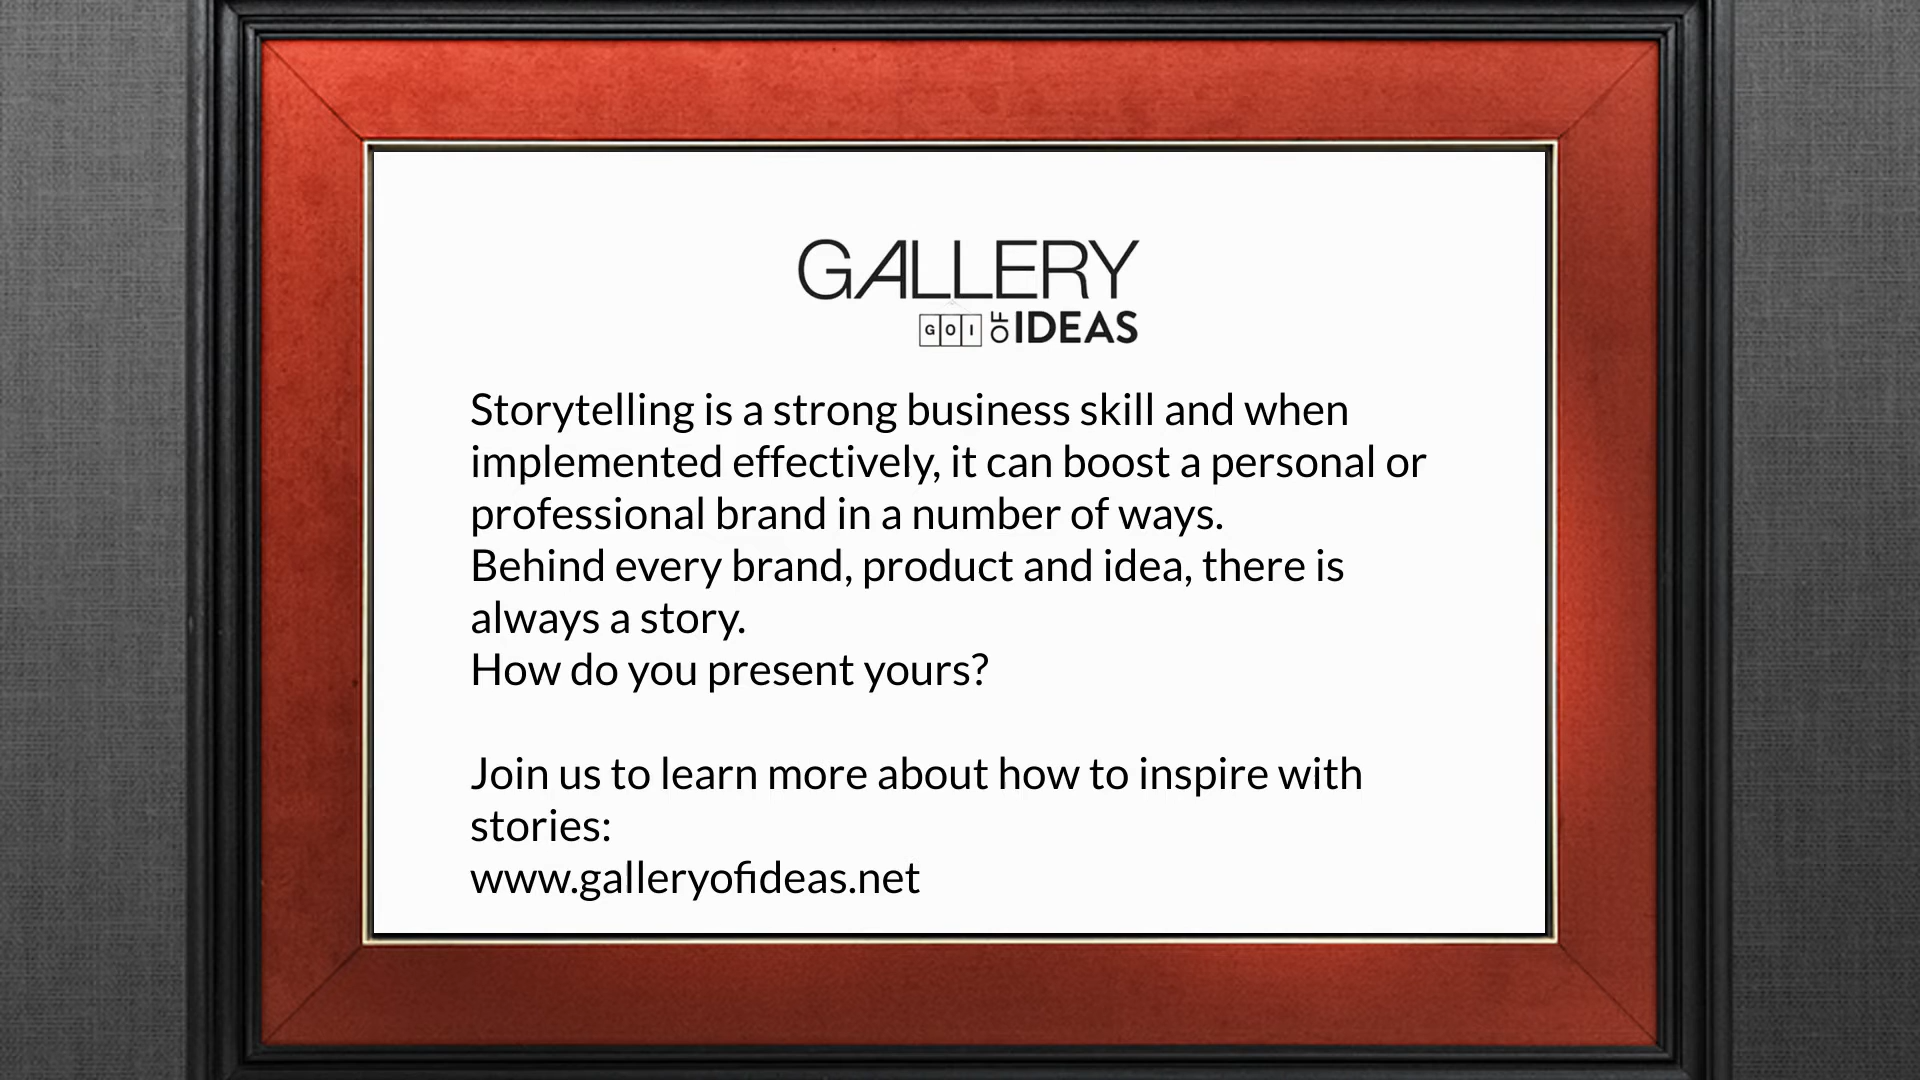 GALLERY
GOI OF IDEAS
Storytelling is a strong business skill and when
implemented effectively, it can boost a personal or
professional brand in a number of ways.
Behind every brand, product and idea, there is
always a story.
How do you present yours?
Join us to learn more about how to inspire with
stories:
www.galleryofideas.net